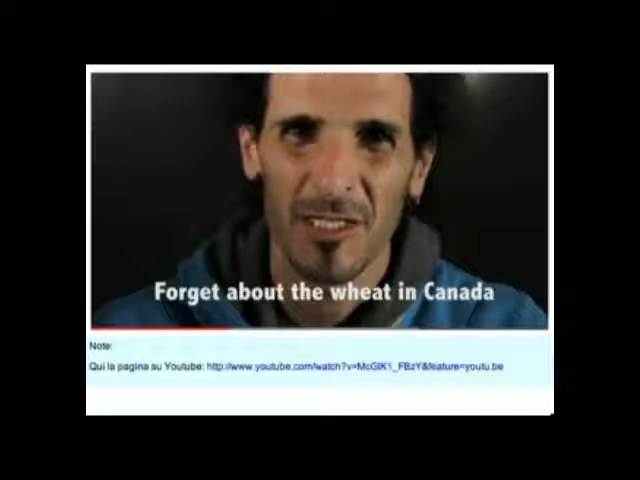 Forget about the wheat in Canada
Note:
Qui la pagina su Youtube: http://www.youtube.com/watch?v=McGIK1_FBzY&feature=youtu.be